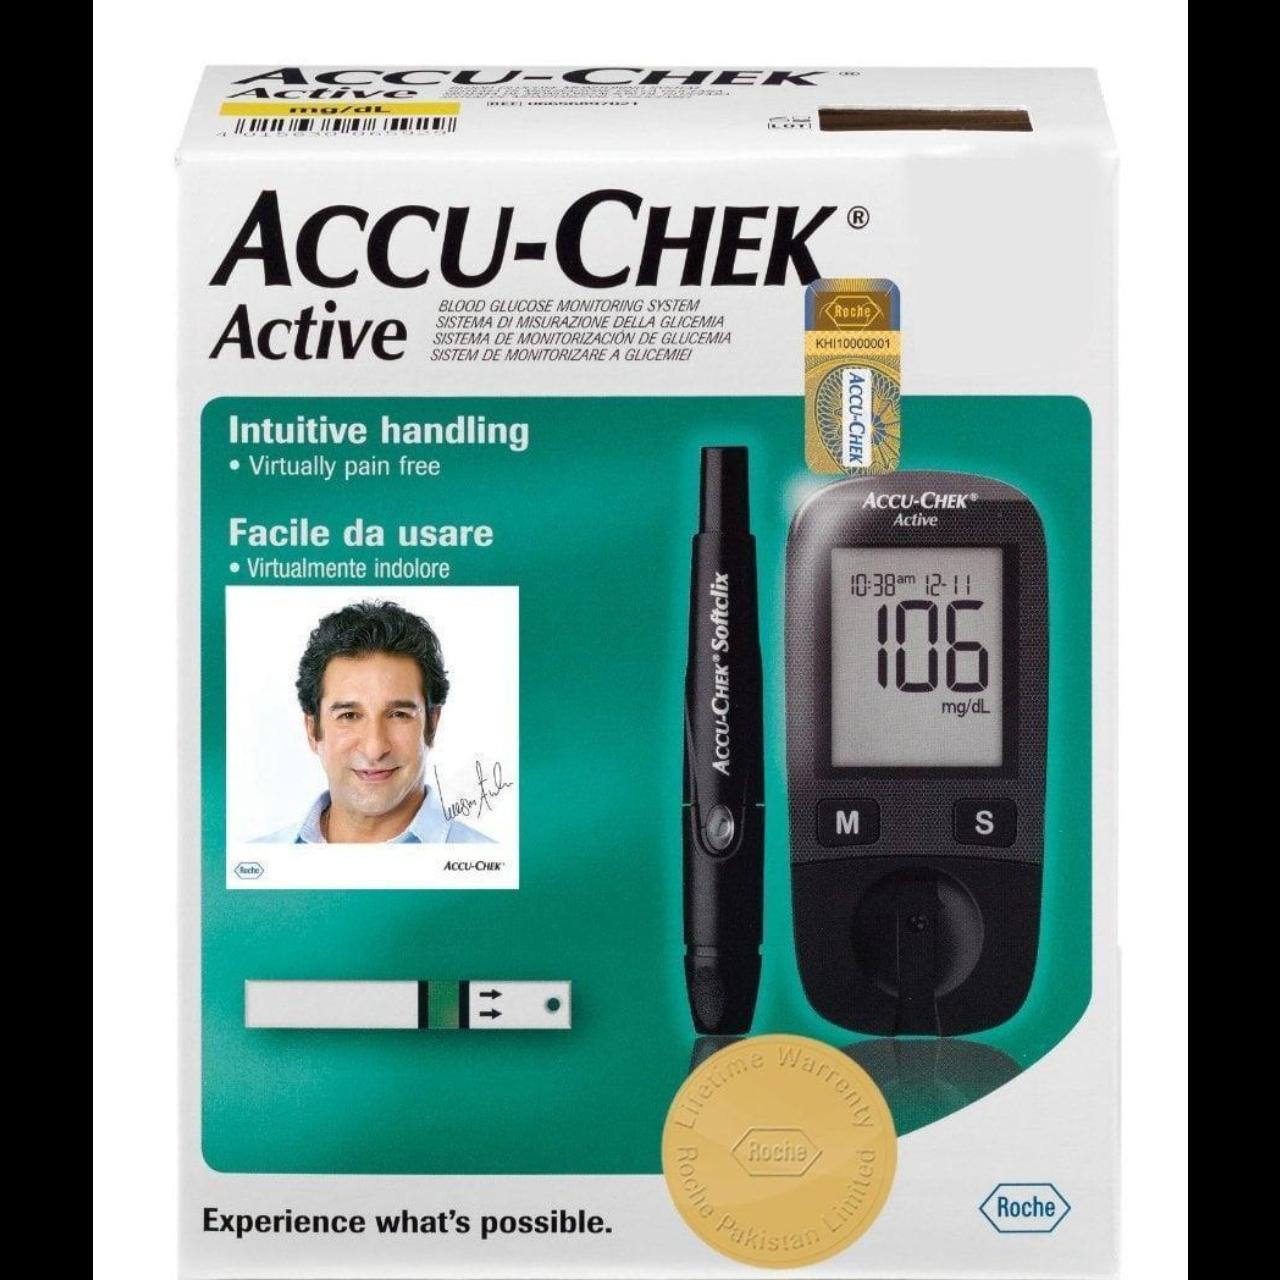 ACCU-CHEK ®
Active
mg/dL
REF 06656897021
LOT
ACCU-CHEK®
Active
BLOOD GLUCOSE MONITORING SYSTEM
SISTEMA DI MISURAZIONE DELLA GLICEMIA
SISTEMA DE MONITORIZACIÓN DE GLUCEMIA
SISTEM DE MONITORIZARE A GLICEMIEI
Roche
KHI10000001
ACCU-CHEK
Intuitive handling
• Virtually pain free
Facile da usare
• Virtualmente indolore
ACCU-CHEK® Softclix
ACCU-CHEK®
Active
10:38am 12-11
106
mg/dL
M S
Roche
ACCU-CHEK®
Lifetime Warrenty
Roche
Roche Pakistan Limited
Experience what's possible.
Roche